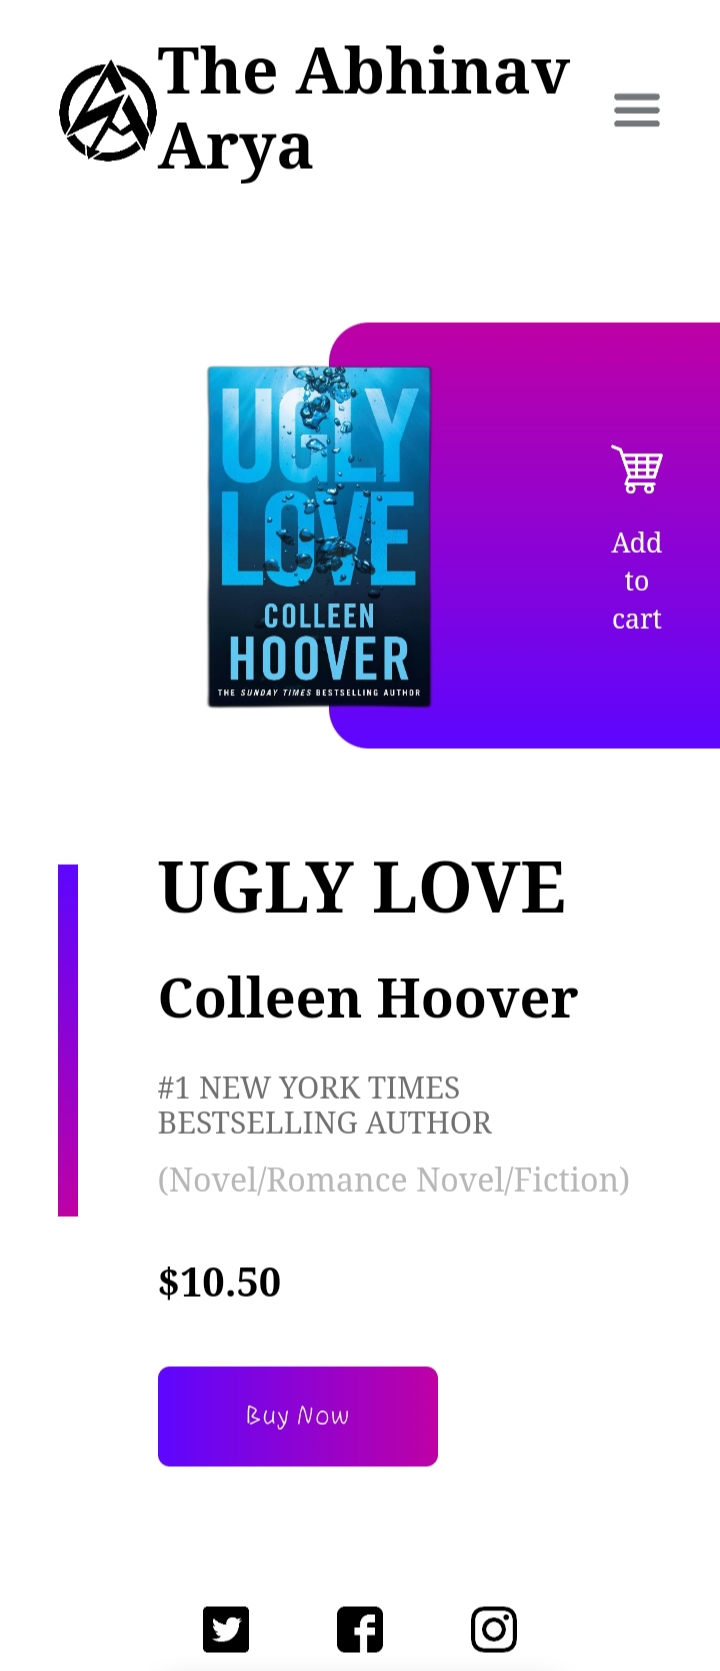 The Abhinav
Arya
UGLY
LOVE
COLLEEN
HOOVER
THE SUNDAY TIMES BESTSELLING AUTHOR
Add
to
cart
UGLY LOVE
Colleen Hoover
#1 NEW YORK TIMES
BESTSELLING AUTHOR
(Novel/Romance Novel/Fiction)
$10.50
Buy Now